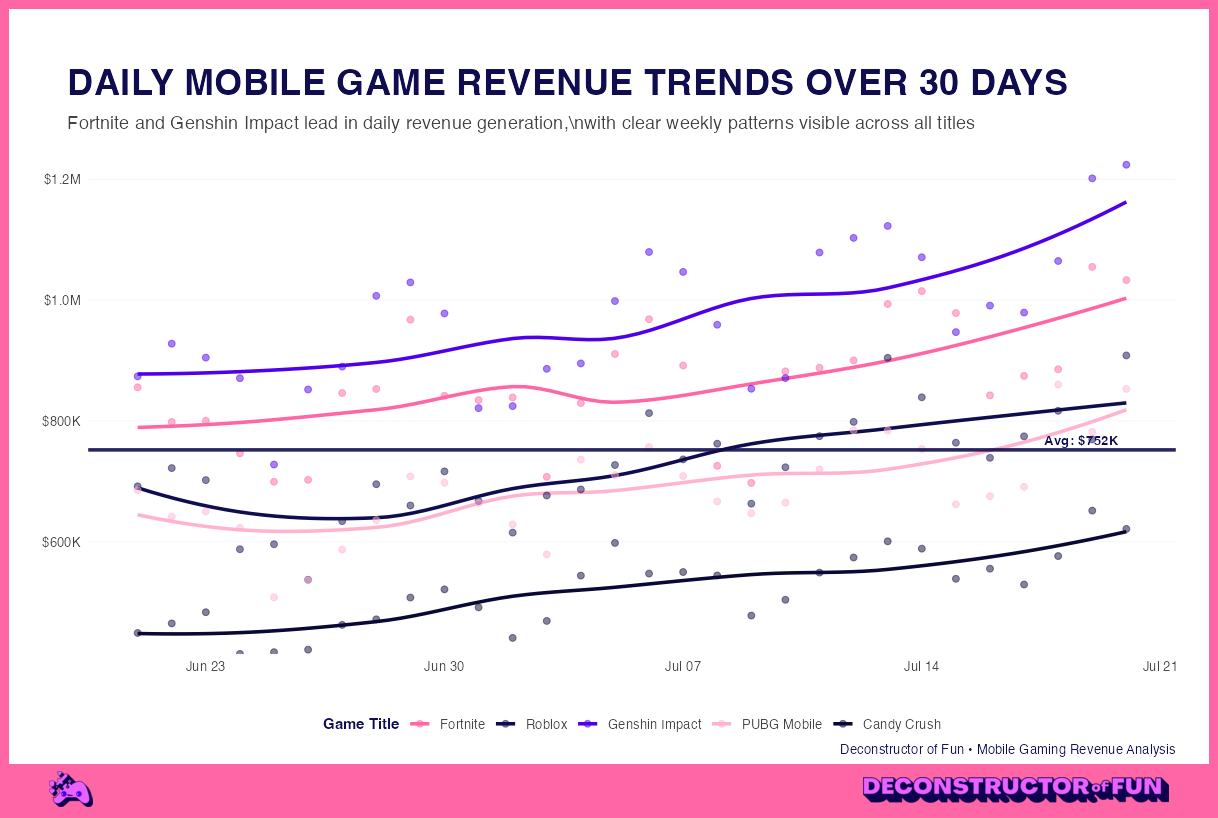 DAILY MOBILE GAME REVENUE TRENDS OVER 30 DAYS
Fortnite and Genshin Impact lead in daily revenue generation,\nwith clear weekly patterns visible across all titles
$1.2M
$1.0M
$800K
$600K
Avg: $752K
Jun 23 Jun 30 Jul 07 Jul 14 Jul 21
Game Title Fortnite Roblox Genshin Impact PUBG Mobile Candy Crush
Deconstructor of Fun • Mobile Gaming Revenue Analysis
DECONSTRUCTOR of FUN